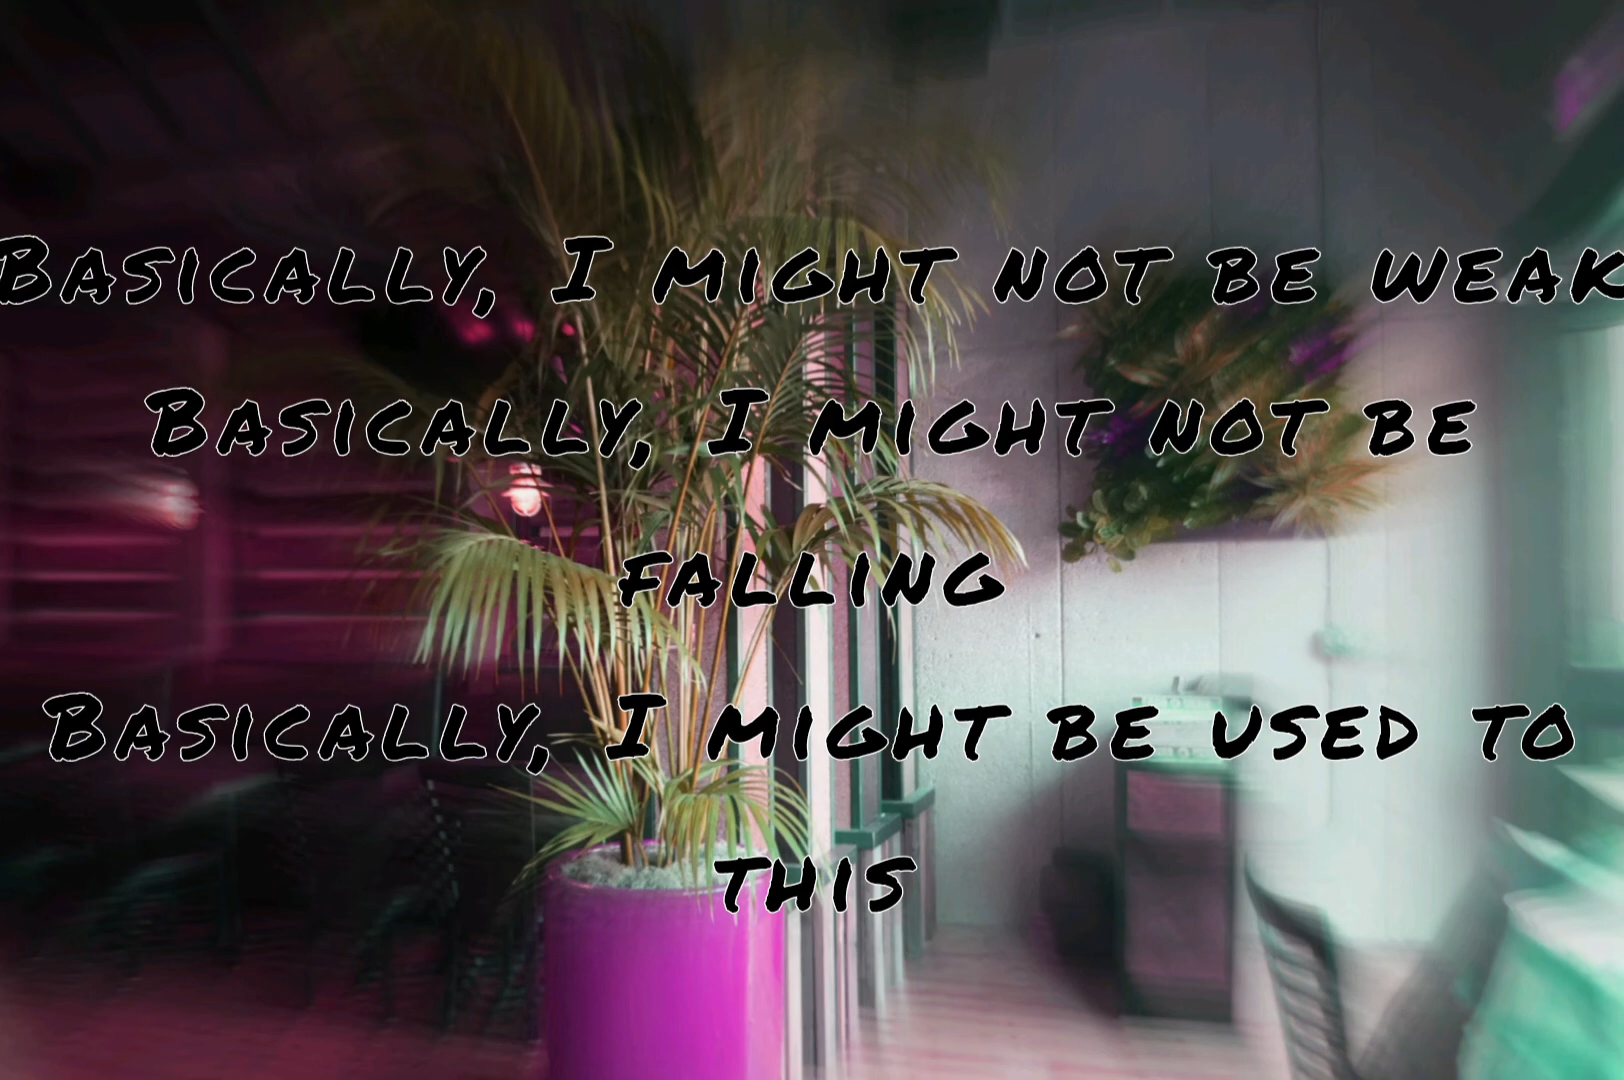 Basically, I might not be weak
Basically, I might not be
falling
Basically, I might be used to
this